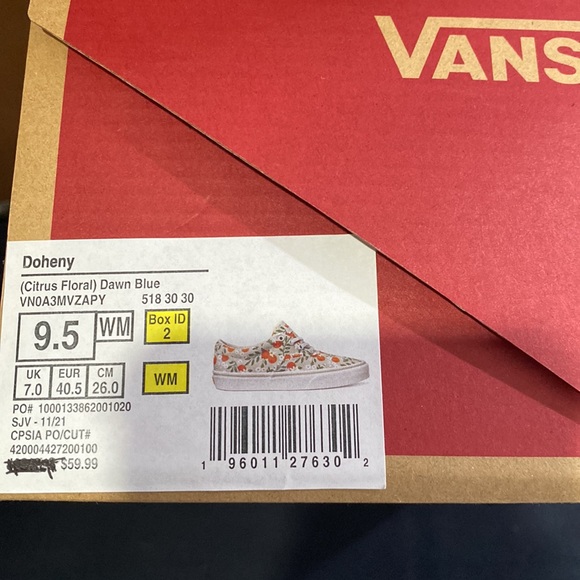 VANS
Doheny
(Citrus Floral) Dawn Blue
VN0A3MVZAPY 518 30 30
9.5 WM
Box ID
2
UK EUR CM
7.0 40.5 26.0
WM
PO# 1000133862001020
SJV - 11/21
CPSIA PO/CUT#
420004427200100
$59.99
1 96011 27630 2